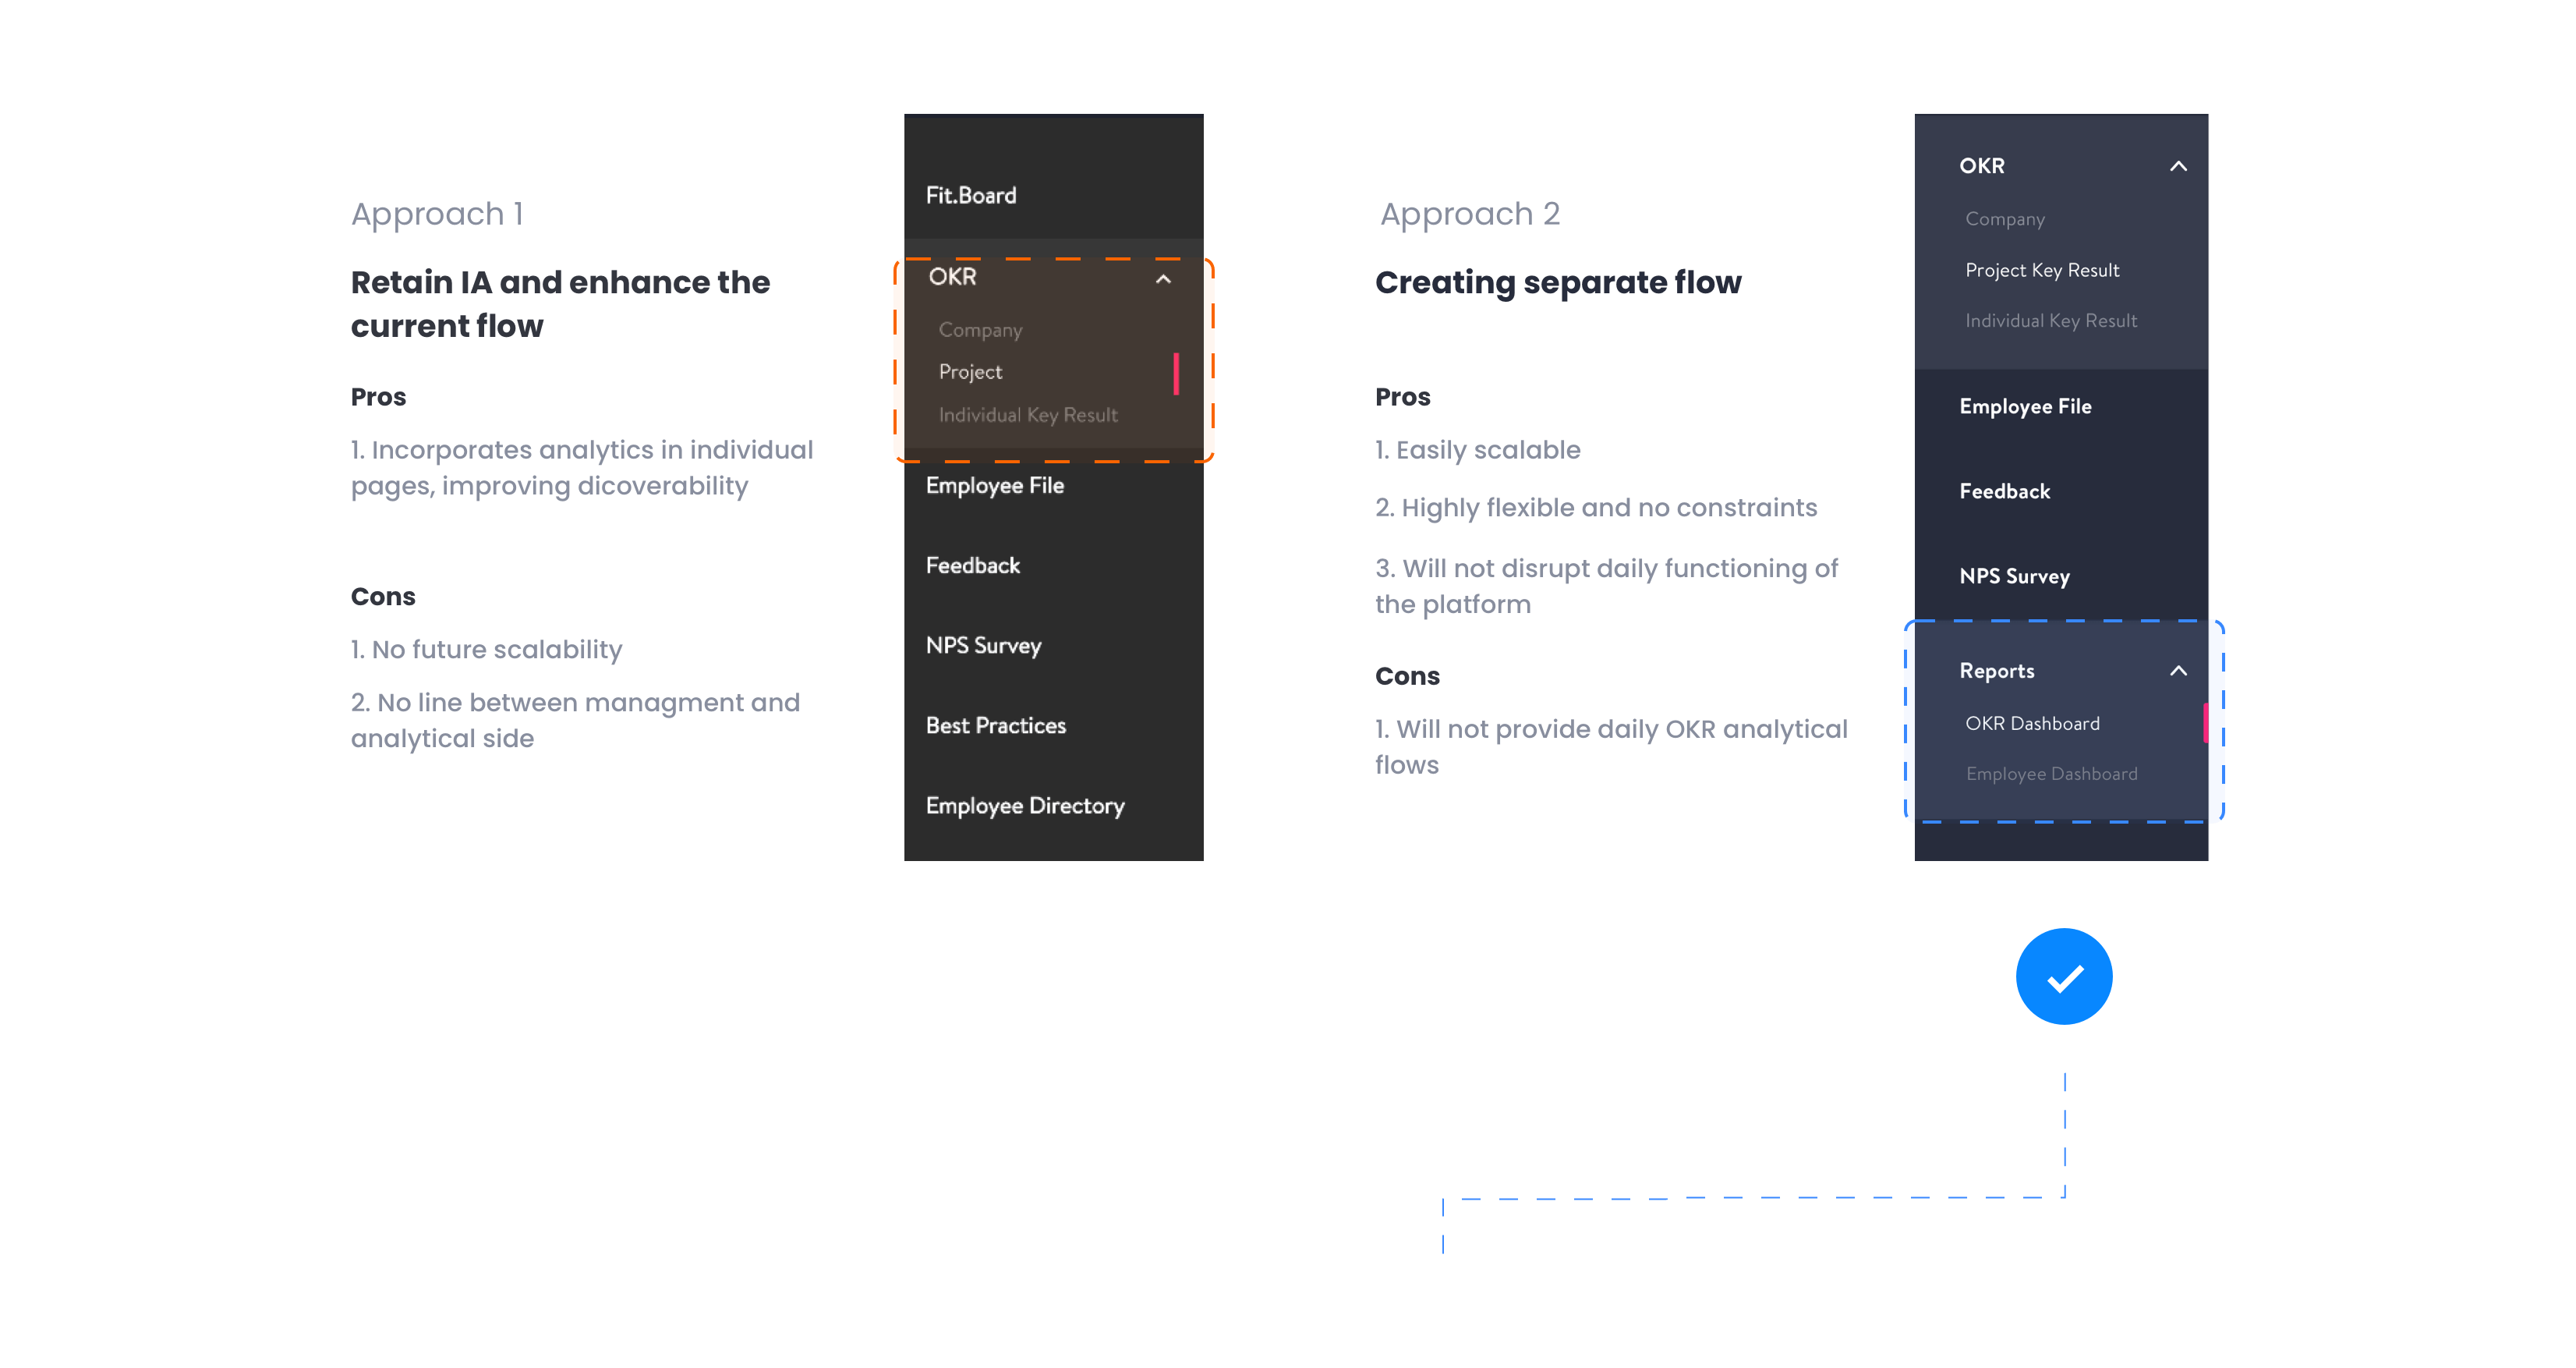 Approach 1
Retain IA and enhance the
current flow
Pros
1. Incorporates analytics in individual
pages, improving dicoverability
Cons
1. No future scalability
2. No line between managment and
analytical side
Fit.Board
OKR
Company
Project
Individual Key Result
Employee File
Feedback
NPS Survey
Best Practices
Employee Directory
Approach 2
Creating separate flow
Pros
1. Easily scalable
2. Highly flexible and no constraints
3. Will not disrupt daily functioning of
the platform
Cons
1. Will not provide daily OKR analytical
flows
OKR
Company
Project Key Result
Individual Key Result
Employee File
Feedback
NPS Survey
Reports
OKR Dashboard
Employee Dashboard